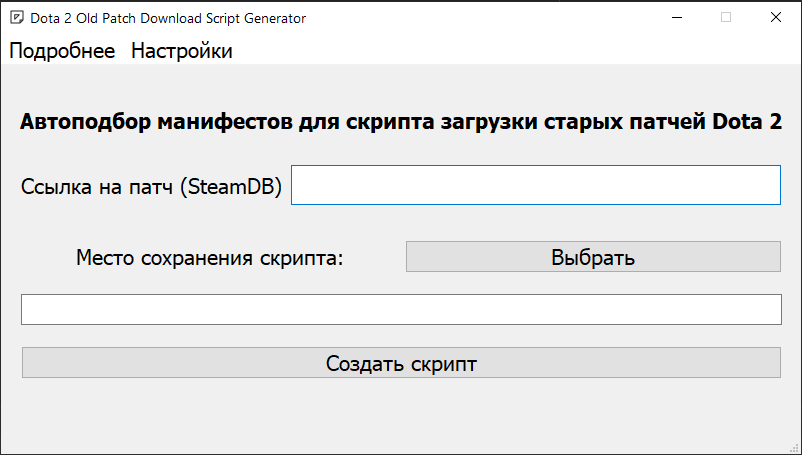 Dota 2 Old Patch Download Script Generator
Подробнее Настройки
Автоподбор манифестов для скрипта загрузки старых патчей Dota 2
Ссылка на патч (SteamDB)
Место сохранения скрипта: Выбрать
Создать скрипт